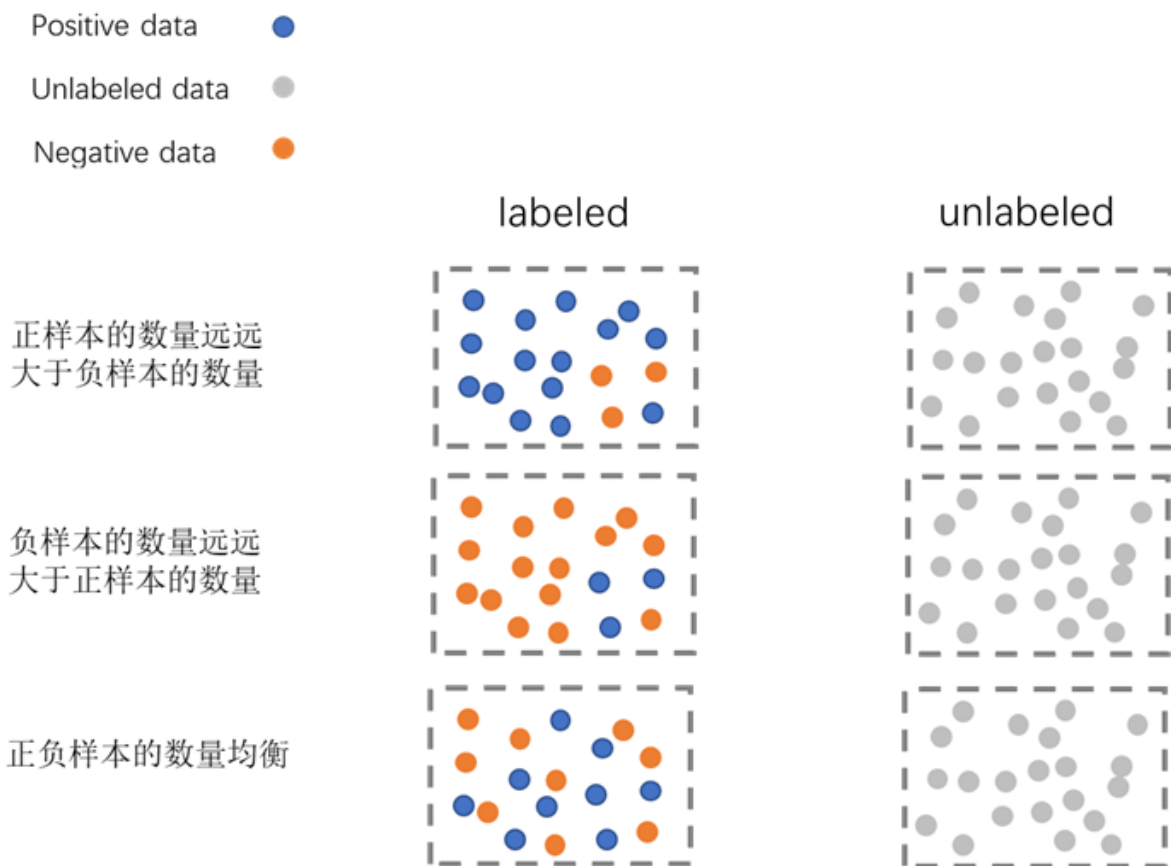 Positive data
Unlabeled data
Negative data
labeled
unlabeled
正样本的数量远远
大于负样本的数量
负样本的数量远远
大于正样本的数量
正负样本的数量均衡